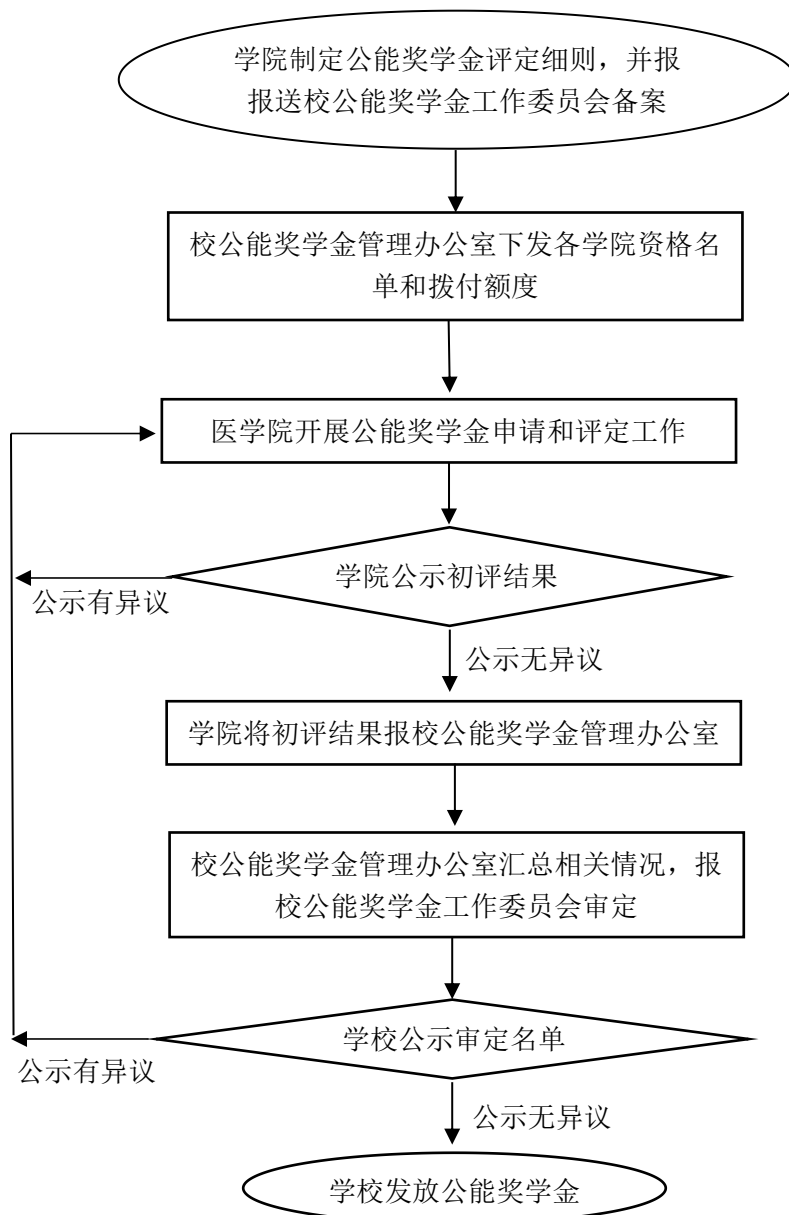 学院制定公能奖学金评定细则，并报
报送校公能奖学金工作委员会备案
校公能奖学金管理办公室下发各学院资格名
单和拨付额度
医学院开展公能奖学金申请和评定工作
学院公示初评结果
公示有异议
公示无异议
学院将初评结果报校公能奖学金管理办公室
校公能奖学金管理办公室汇总相关情况，报
校公能奖学金工作委员会审定
学校公示审定名单
公示有异议
公示无异议
学校发放公能奖学金